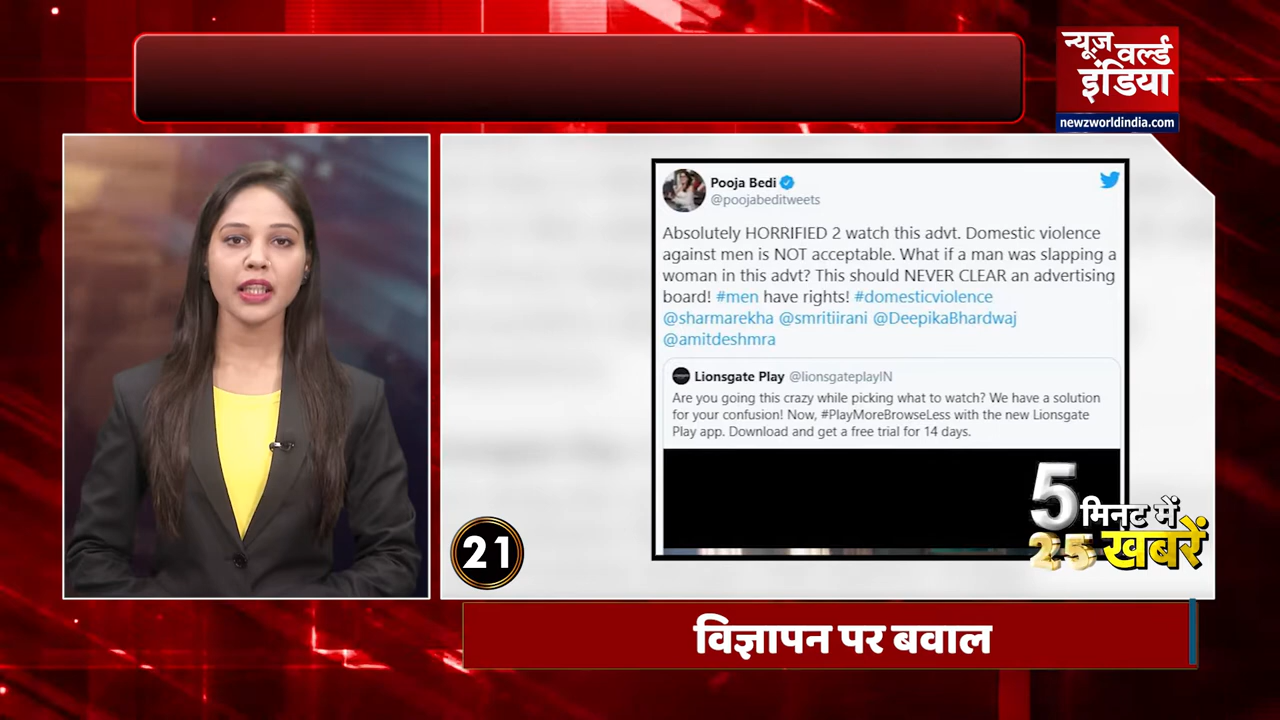 न्यूज़ वर्ल्ड
इंडिया
newzworldindia.com
Pooja Bedi
@poojabeditweets
Absolutely HORRIFIED 2 watch this advt. Domestic violence
against men is NOT acceptable. What if a man was slapping a
woman in this advt? This should NEVER CLEAR an advertising
board! #men have rights! #domesticviolence
@sharmarekha @smritiirani @DeepikaBhardwaj
@amitdeshmra
Lionsgate Play @lionsgateplayIN
Are you going this crazy while picking what to watch? We have a solution
for your confusion! Now, #PlayMoreBrowseLess with the new Lionsgate
Play app. Download and get a free trial for 14 days.
21
5 मिनट में
25 खबरें
विज्ञापन पर बवाल